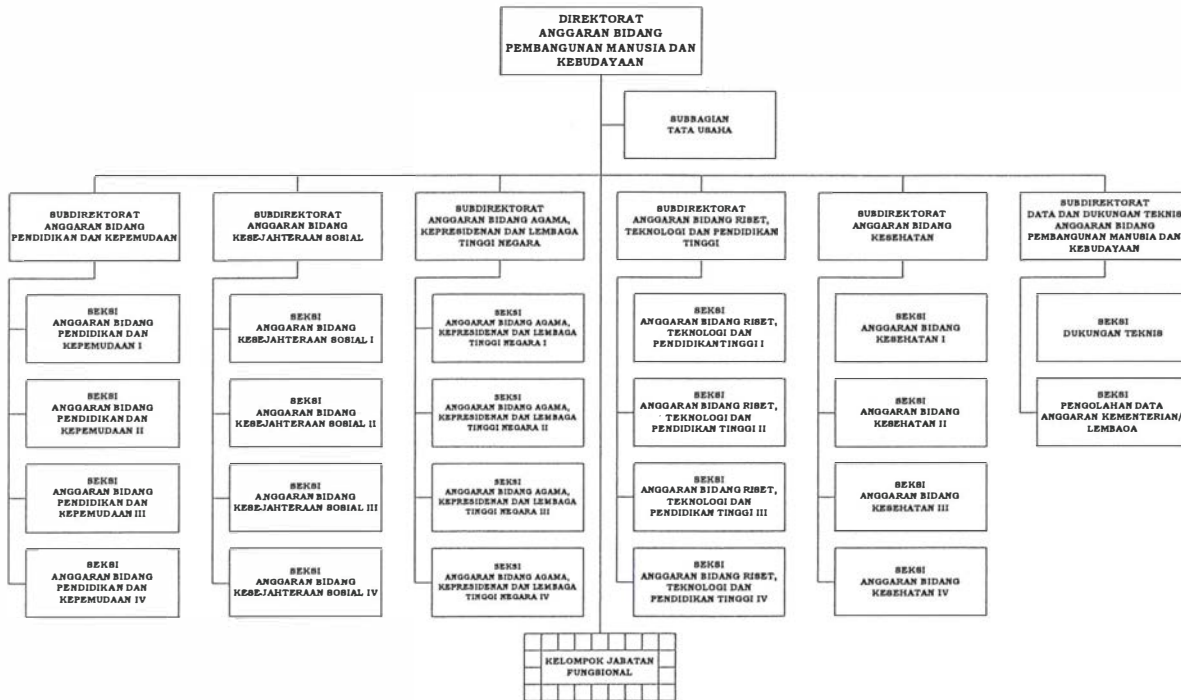 DIREKTORAT
ANGGARAN BIDANG
PEMBANGUNAN MANUSIA DAN
KEBUDAYAAN
SUBBAGIAN
TATA USAHA
SUBDIREKTORAT
ANGGARAN BIDANG
PENDIDIKAN DAN KEPEMUDAAN
SUBDIREKTORAT
ANGGARAN BIDANG
KESEJAHTERAAN SOSIAL
SUBDIREKTORAT
ANGGARAN BIDANG AGAMA,
KEPRESIDENAN DAN LEMBAGA
TINGGI NEGARA
SUBDIREKTORAT
ANGGARAN BIDANG RISET,
TEKNOLOGI DAN PENDIDIKAN
TINGGI
SUBDIREKTORAT
ANGGARAN BIDANG
KESEHATAN
SUBDIREKTORAT
DATA DAN DUKUNGAN TEKNIS
ANGGARAN BIDANG
PEMBANGUNAN MANUSIA DAN
KEBUDAYAAN
SEKSI
ANGGARAN BIDANG
PENDIDIKAN DAN
KEPEMUDAAN I
SEKSI
ANGGARAN BIDANG
KESEJAHTERAAN SOSIAL I
SEKSI
ANGGARAN BIDANG AGAMA,
KEPRESIDENAN DAN LEMBAGA
TINGGI NEGARA I
SEKSI
ANGGARAN BIDANG RISET,
TEKNOLOGI DAN
PENDIDIKAN TINGGI I
SEKSI
ANGGARAN BIDANG
KESEHATAN I
SEKSI
DUKUNGAN TEKNIS
SEKSI
ANGGARAN BIDANG
PENDIDIKAN DAN
KEPEMUDAAN II
SEKSI
ANGGARAN BIDANG
KESEJAHTERAAN SOSIAL II
SEKSI
ANGGARAN BIDANG AGAMA,
KEPRESIDENAN DAN LEMBAGA
TINGGI NEGARA II
SEKSI
ANGGARAN BIDANG RISET,
TEKNOLOGI DAN
PENDIDIKAN TINGGI II
SEKSI
ANGGARAN BIDANG
KESEHATAN II
SEKSI
PENGOLAHAN DATA
ANGGARAN KEMENTERIAN/
LEMBAGA
SEKSI
ANGGARAN BIDANG
PENDIDIKAN DAN
KEPEMUDAAN III
SEKSI
ANGGARAN BIDANG
KESEJAHTERAAN SOSIAL III
SEKSI
ANGGARAN BIDANG AGAMA,
KEPRESIDENAN DAN LEMBAGA
TINGGI NEGARA III
SEKSI
ANGGARAN BIDANG RISET,
TEKNOLOGI DAN
PENDIDIKAN TINGGI III
SEKSI
ANGGARAN BIDANG
KESEHATAN III
SEKSI
ANGGARAN BIDANG
PENDIDIKAN DAN
KEPEMUDAAN IV
SEKSI
ANGGARAN BIDANG
KESEJAHTERAAN SOSIAL IV
SEKSI
ANGGARAN BIDANG AGAMA,
KEPRESIDENAN DAN LEMBAGA
TINGGI NEGARA IV
SEKSI
ANGGARAN BIDANG RISET,
TEKNOLOGI DAN
PENDIDIKAN TINGGI IV
SEKSI
ANGGARAN BIDANG
KESEHATAN IV
KELOMPOK JABATAN
FUNGSIONAL